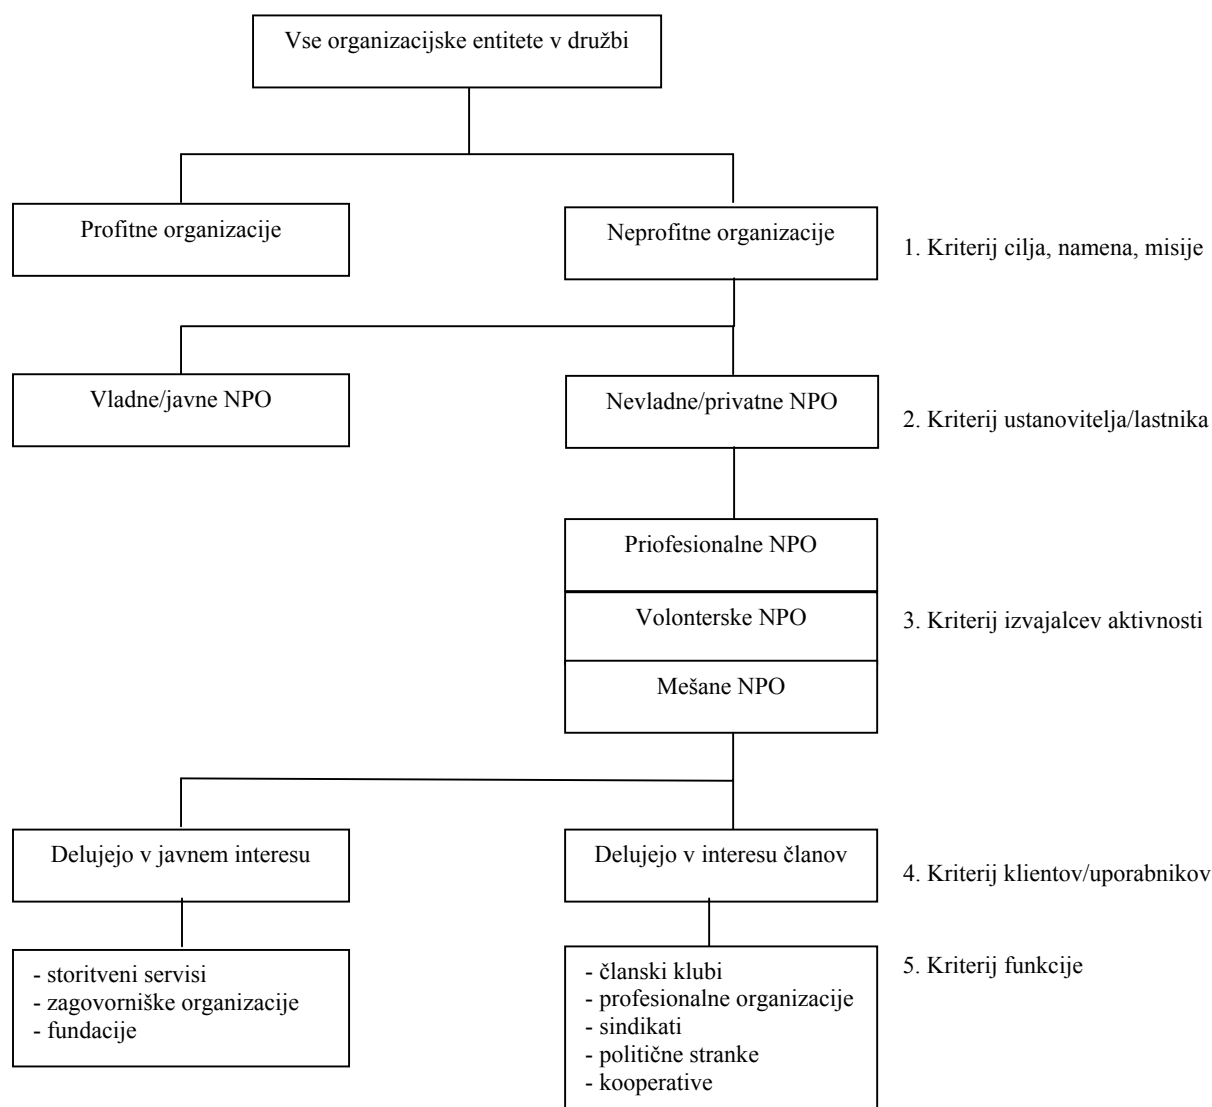 Vse organizacijske entitete v družbi
Profitne organizacije
Neprofitne organizacije
1. Kriterij cilja, namena, misije
Vladne/javne NPO
Nevladne/privatne NPO
2. Kriterij ustanovitelja/lastnika
Priofesionalne NPO
Volonterske NPO
3. Kriterij izvajalcev aktivnosti
Mešane NPO
Delujejo v javnem interesu
Delujejo v interesu članov
4. Kriterij klientov/uporabnikov
- storitveni servisi
- zagovorniške organizacije
- fundacije
- članski klubi
- profesionalne organizacije
- sindikati
- politične stranke
- kooperative
5. Kriterij funkcije